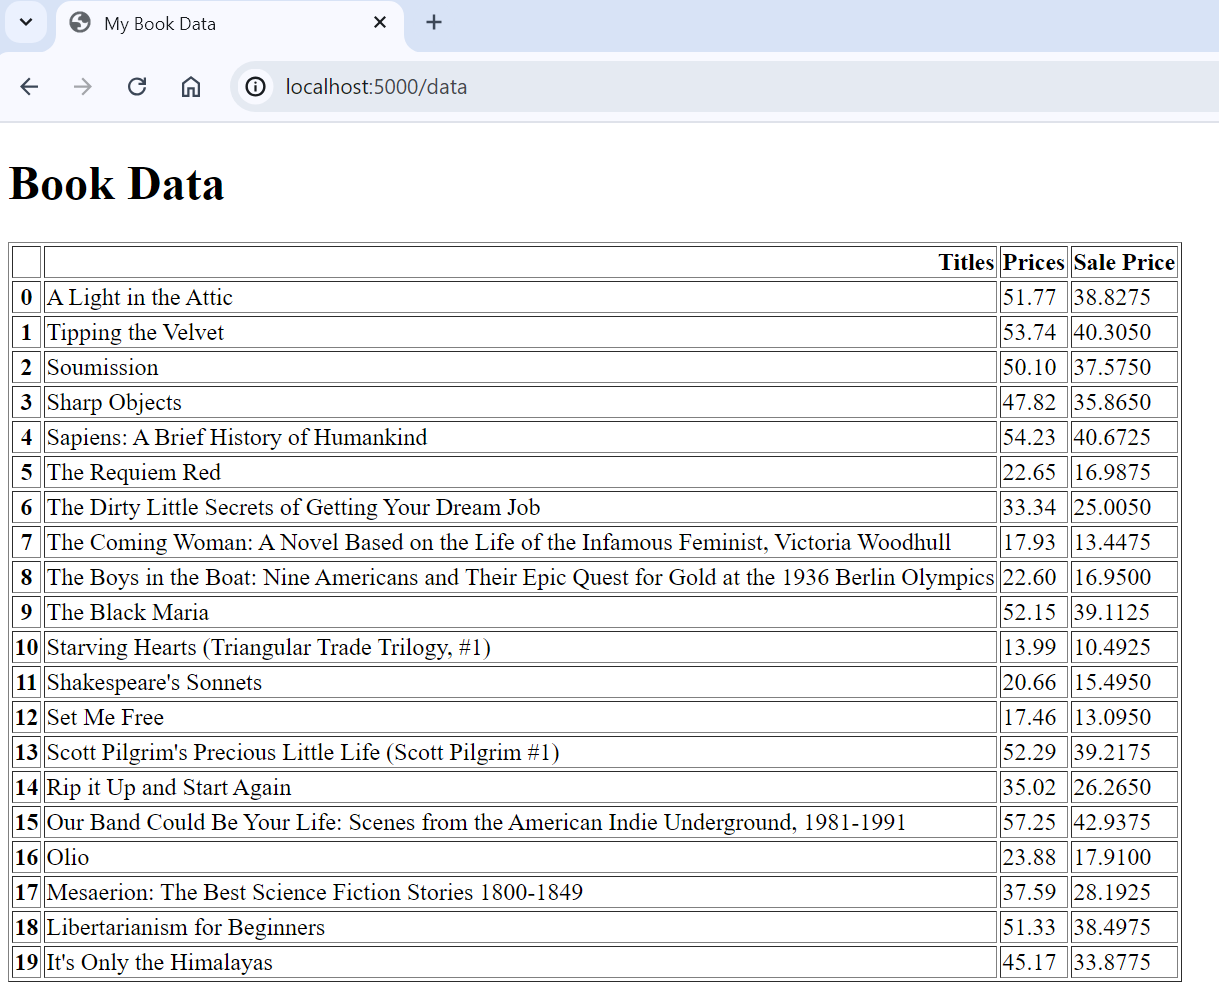 My Book Data
localhost:5000/data
Book Data
Titles Prices Sale Price
0 A Light in the Attic 51.77 38.8275
1 Tipping the Velvet 53.74 40.3050
2 Soumission 50.10 37.5750
3 Sharp Objects 47.82 35.8650
4 Sapiens: A Brief History of Humankind 54.23 40.6725
5 The Requiem Red 22.65 16.9875
6 The Dirty Little Secrets of Getting Your Dream Job 33.34 25.0050
7 The Coming Woman: A Novel Based on the Life of the Infamous Feminist, Victoria Woodhull 17.93 13.4475
8 The Boys in the Boat: Nine Americans and Their Epic Quest for Gold at the 1936 Berlin Olympics 22.60 16.9500
9 The Black Maria 52.15 39.1125
10 Starving Hearts (Triangular Trade Trilogy, #1) 13.99 10.4925
11 Shakespeare's Sonnets 20.66 15.4950
12 Set Me Free 17.46 13.0950
13 Scott Pilgrim's Precious Little Life (Scott Pilgrim #1) 52.29 39.2175
14 Rip it Up and Start Again 35.02 26.2650
15 Our Band Could Be Your Life: Scenes from the American Indie Underground, 1981-1991 57.25 42.9375
16 Olio 23.88 17.9100
17 Mesaerion: The Best Science Fiction Stories 1800-1849 37.59 28.1925
18 Libertarianism for Beginners 51.33 38.4975
19 It's Only the Himalayas 45.17 33.8775